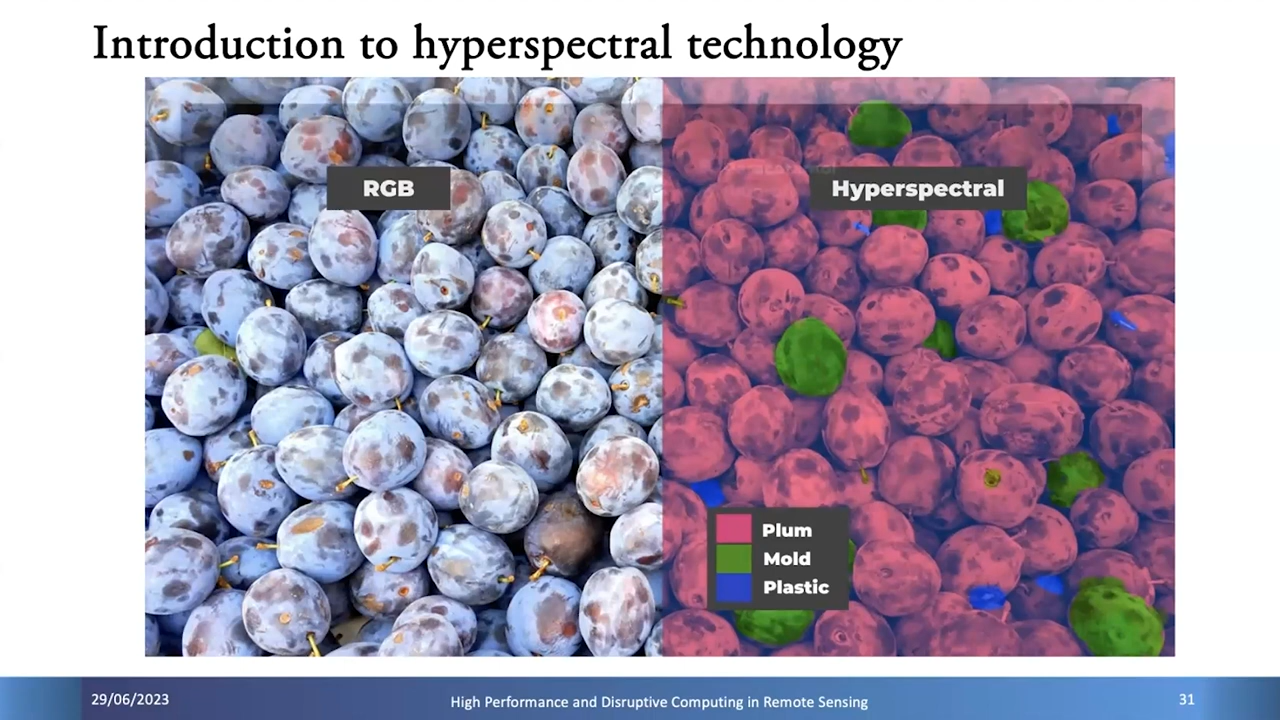 Introduction to hyperspectral technology
RGB
Hyperspectral
Plum
Mold
Plastic
29/06/2023
High Performance and Disruptive Computing in Remote Sensing
31